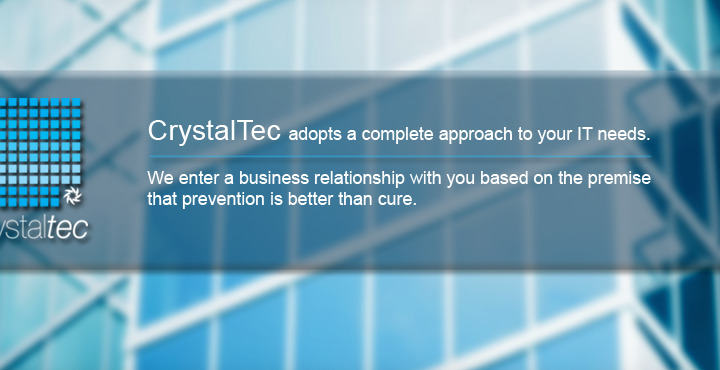 CrystalTec adopts a complete approach to your IT needs.
We enter a business relationship with you based on the premise
that prevention is better than cure.
ystaltec